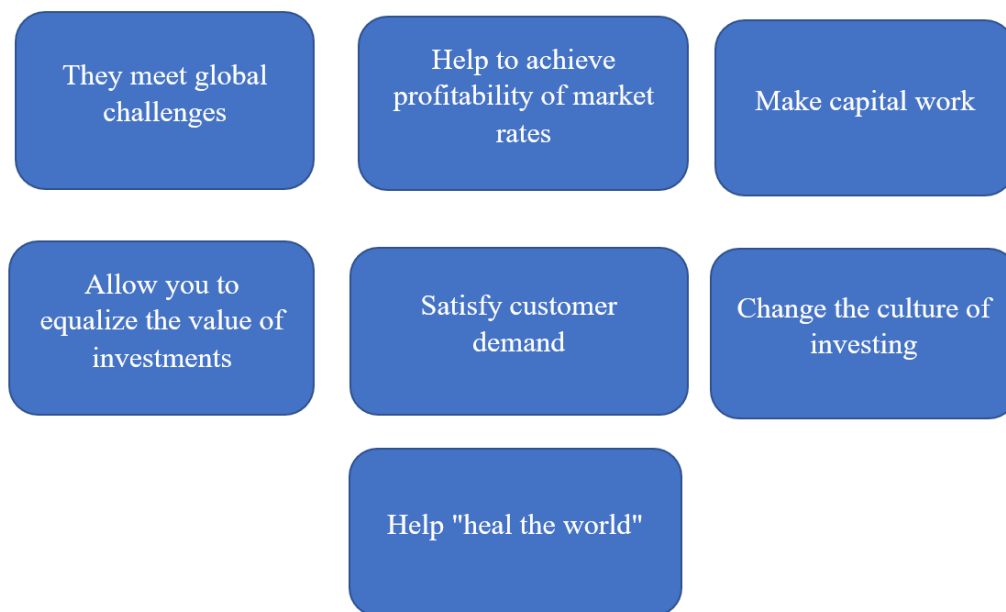 They meet global
challenges
Help to achieve
profitability of market
rates
Make capital work
Allow you to
equalize the value of
investments
Satisfy customer
demand
Change the culture of
investing
Help "heal the world"